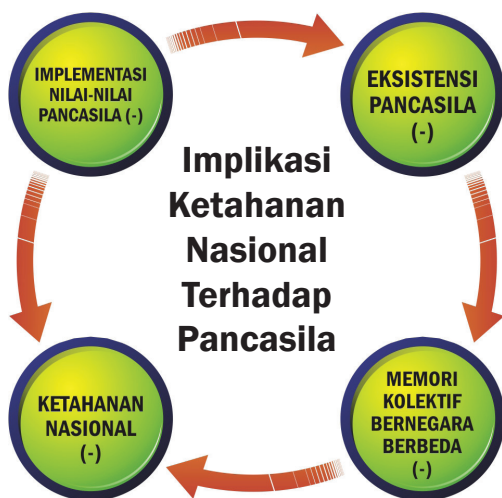 IMPLEMENTASI
NILAI-NILAI
PANCASILA (-)
EKSISTENSI
PANCASILA
(-)
Implikasi
Ketahanan
Nasional
Terhadap
Pancasila
KETAHANAN
NASIONAL
(-)
MEMORI
KOLEKTIF
BERNEGARA
BERBEDA
(-)